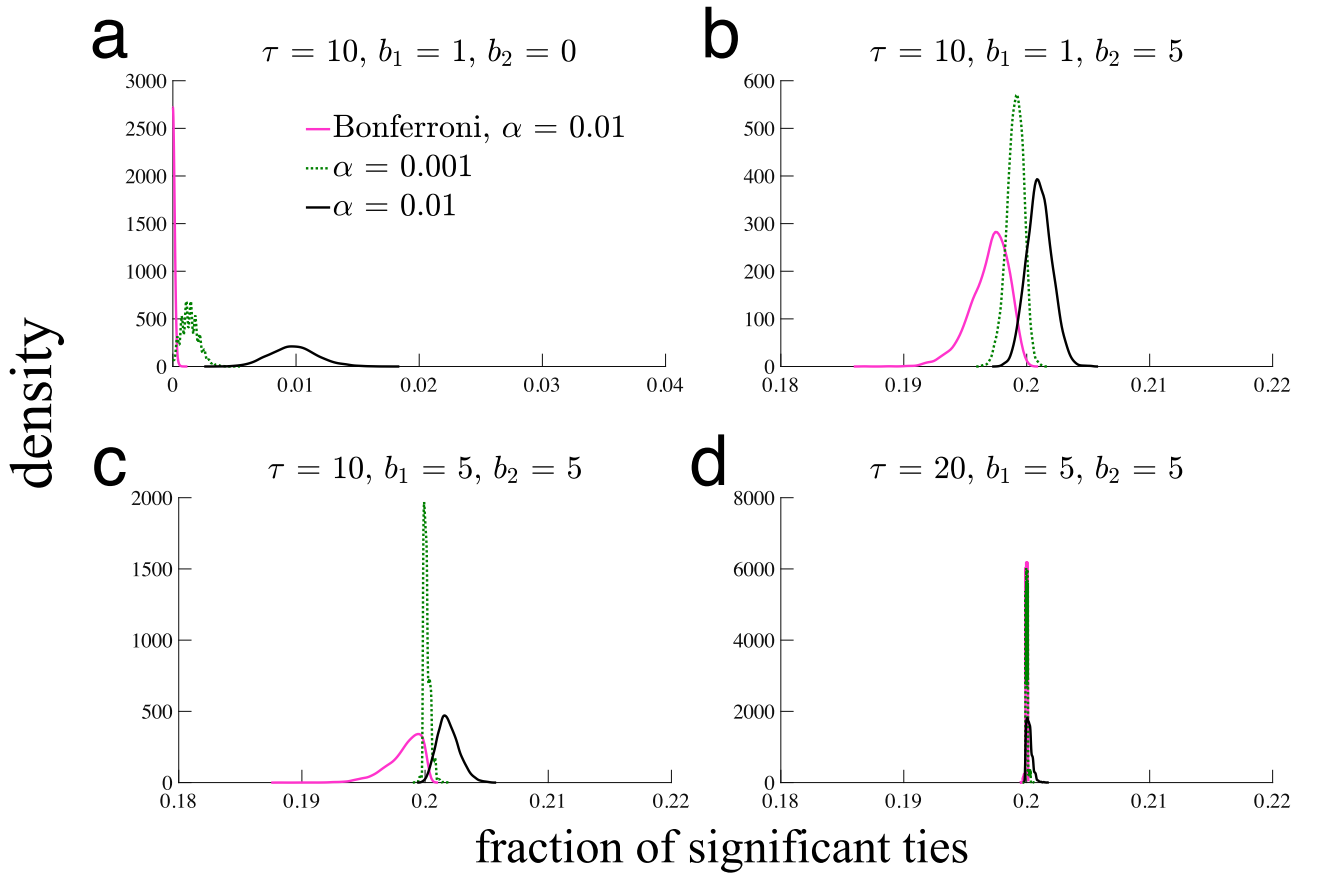 a
τ = 10, b₁ = 1, b₂ = 0
3000
2500
2000
1500
1000
500
0
Bonferroni, α = 0.01
α = 0.001
α = 0.01
0 0.01 0.02 0.03 0.04
b
τ = 10, b₁ = 1, b₂ = 5
600
500
400
300
200
100
0
0.18 0.19 0.2 0.21 0.22
density
c
τ = 10, b₁ = 5, b₂ = 5
2000
1500
1000
500
0
0.18 0.19 0.2 0.21 0.22
d
τ = 20, b₁ = 5, b₂ = 5
8000
6000
4000
2000
0
0.18 0.19 0.2 0.21 0.22
fraction of significant ties